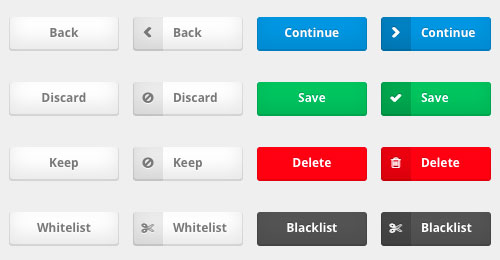 Back Back Continue Continue
Discard Discard Save Save
Keep Keep Delete Delete
Whitelist Whitelist Blacklist Blacklist